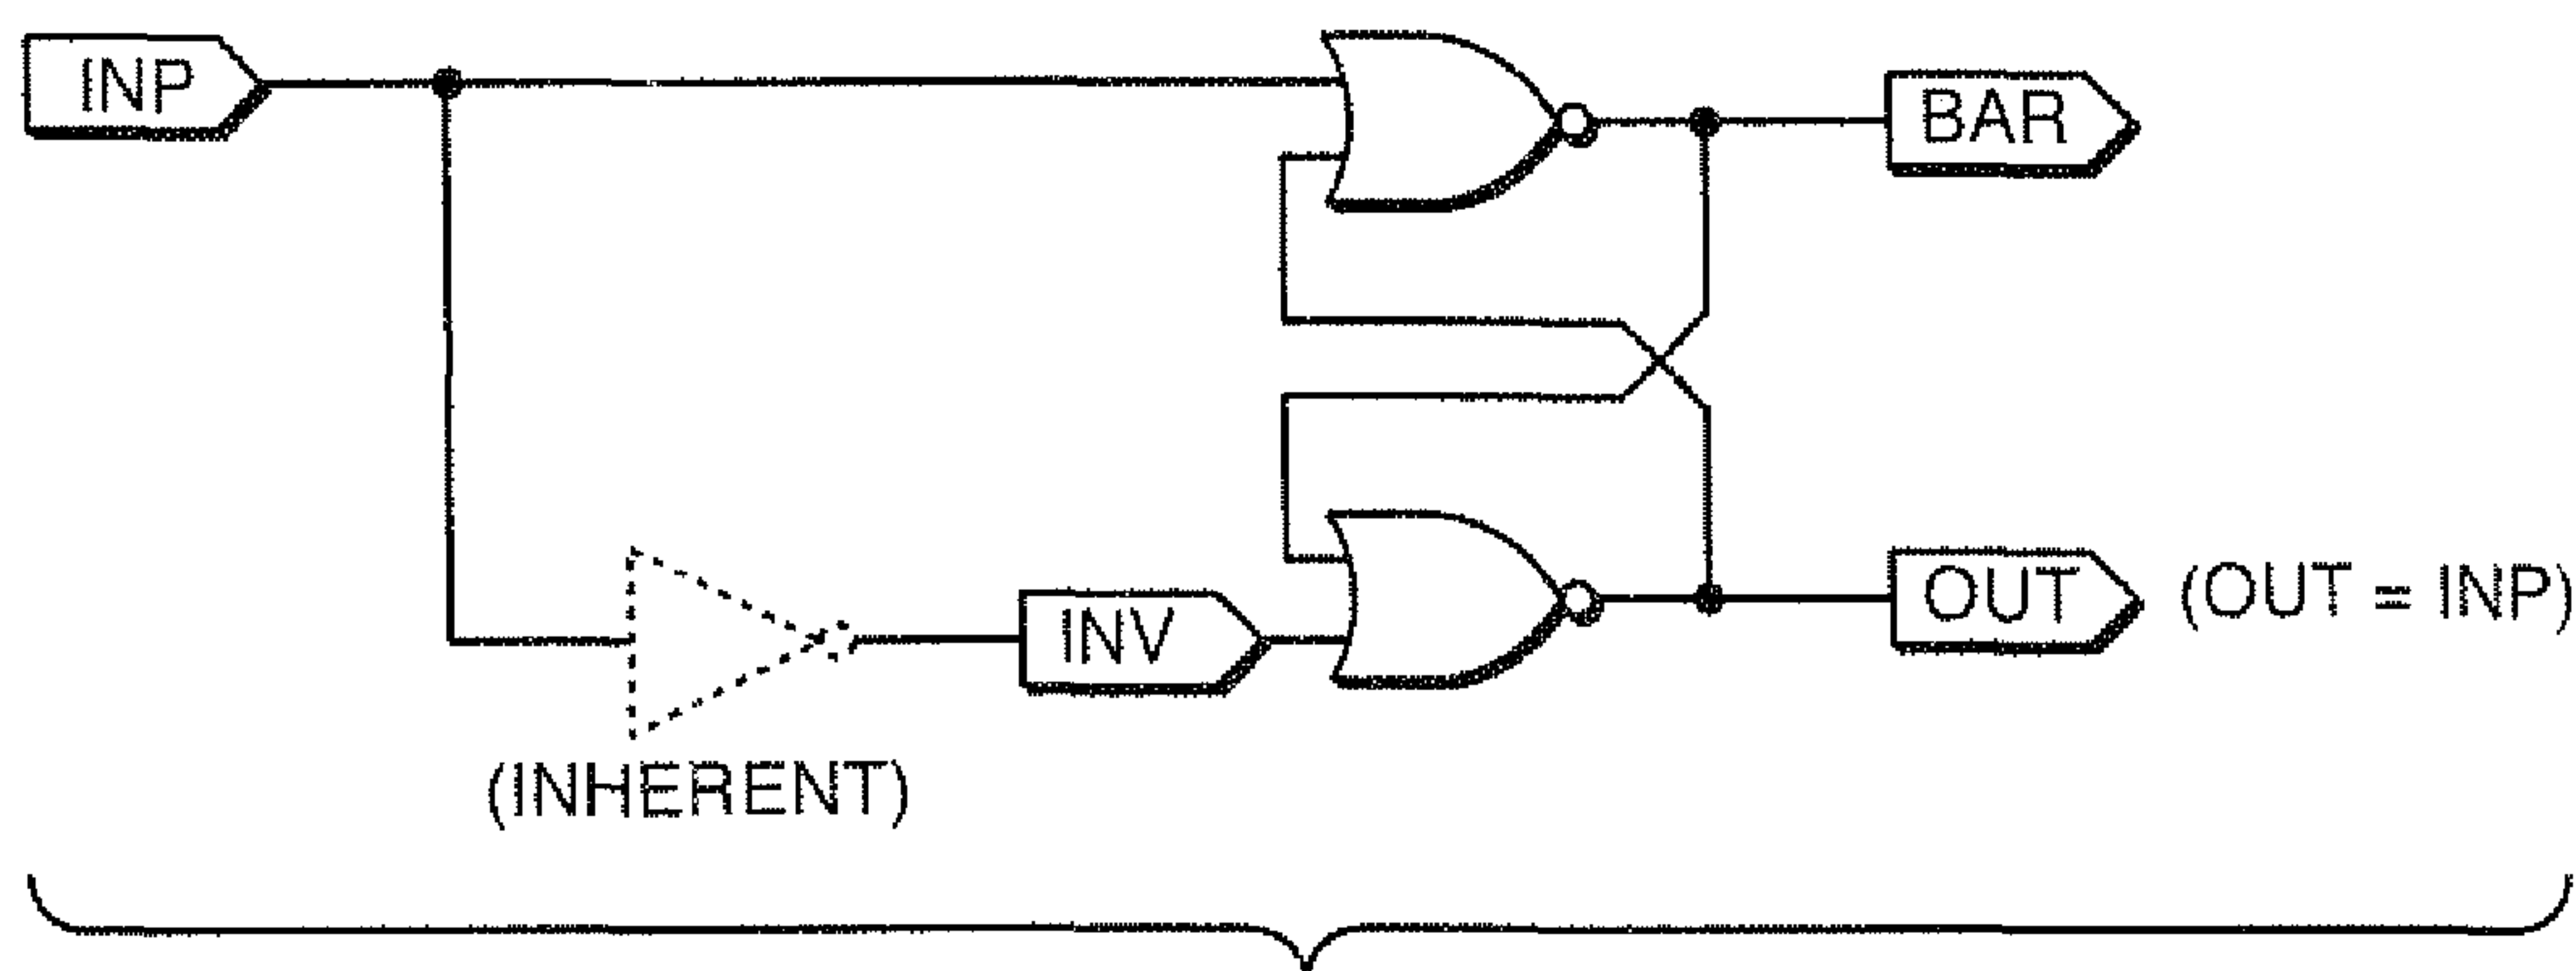 INP
BAR
INV
OUT (OUT = INP)
(INHERENT)